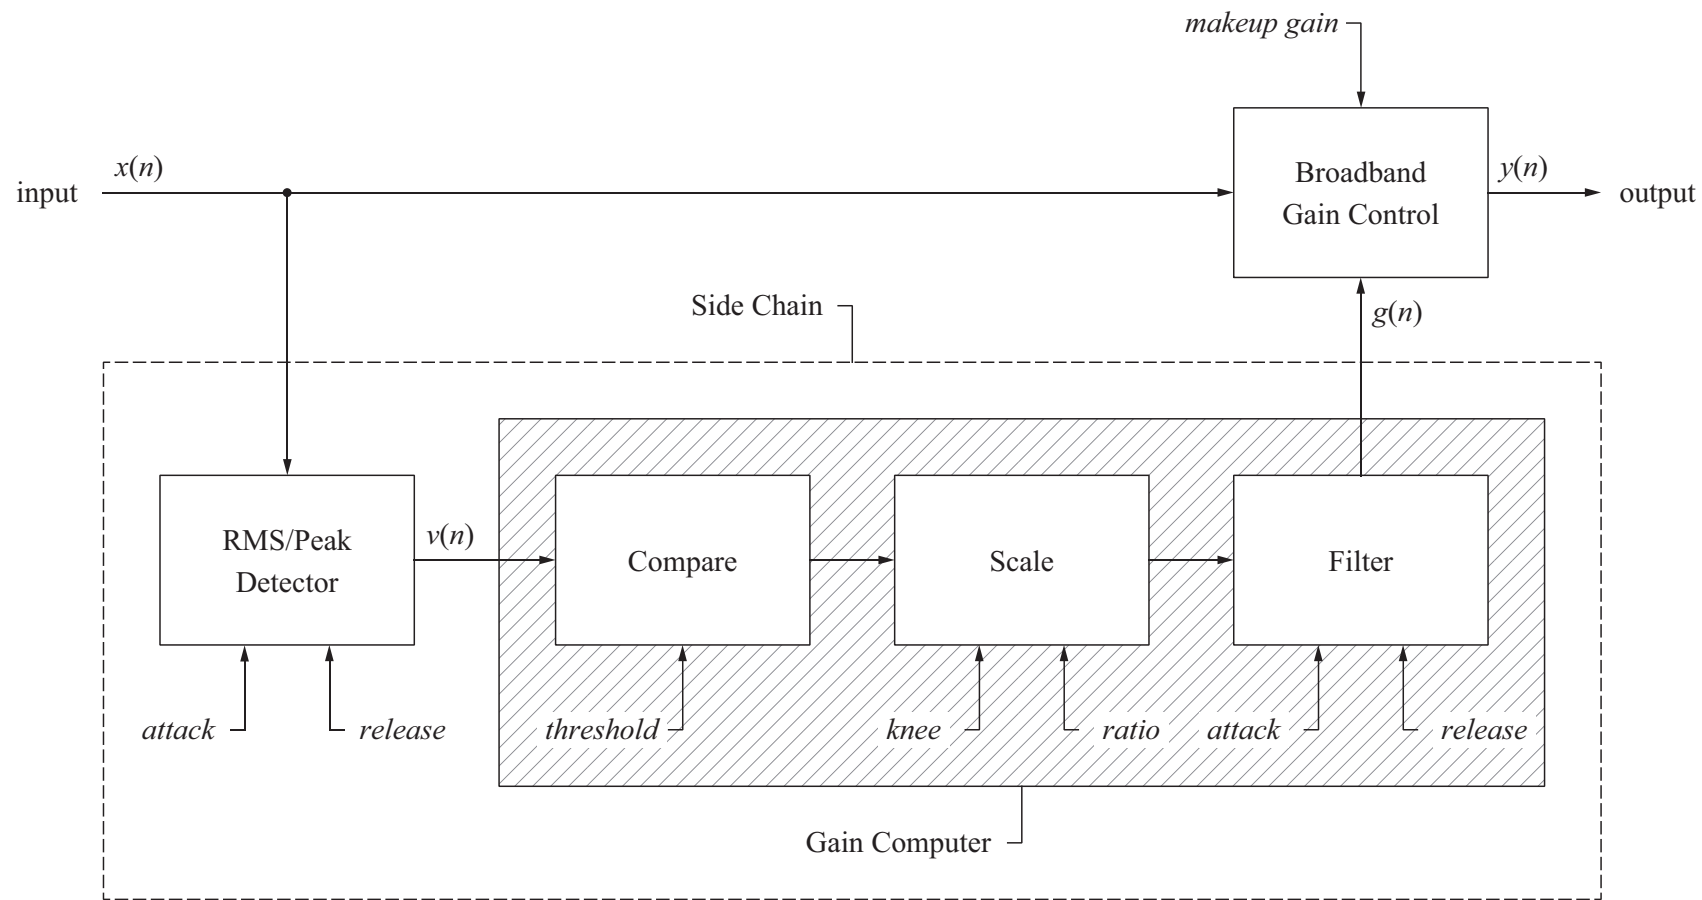 makeup gain
input
x(n)
Broadband
Gain Control
y(n)
output
Side Chain
g(n)
RMS/Peak
Detector
v(n)
Compare
Scale
Filter
attack
release
threshold
knee
ratio
attack
release
Gain Computer